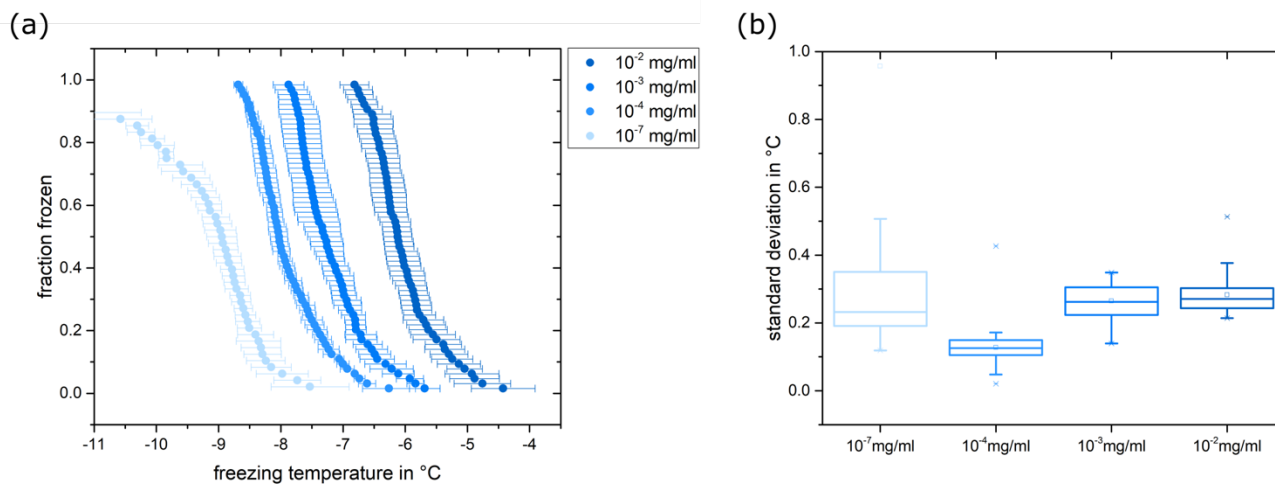 (a)
1.0
0.8
0.6
0.4
0.2
0.0
fraction frozen
-11
-10
-9
-8
-7
-6
-5
-4
freezing temperature in °C
10⁻² mg/ml
10⁻³ mg/ml
10⁻⁴ mg/ml
10⁻⁷ mg/ml
(b)
1.0
0.8
0.6
0.4
0.2
0.0
standard deviation in °C
10⁻⁷mg/ml
10⁻⁴mg/ml
10⁻³mg/ml
10⁻²mg/ml